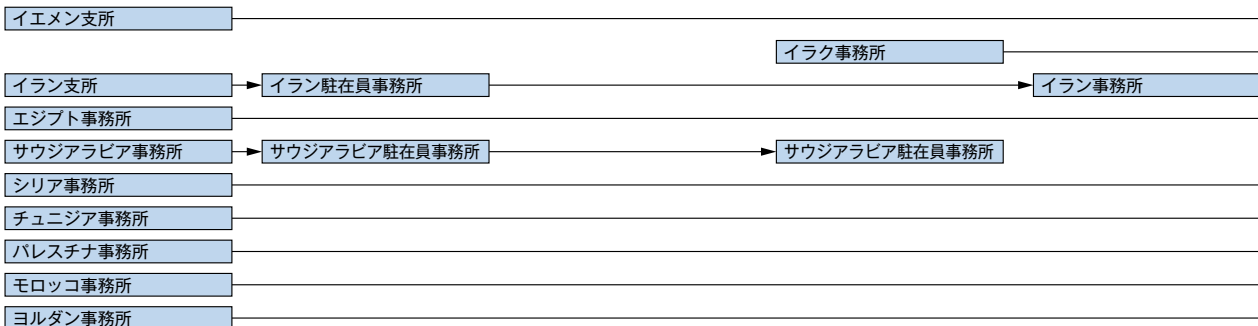 イエメン支所
イラク事務所
イラン支所 イラン駐在員事務所 イラン事務所
エジプト事務所
サウジアラビア事務所 サウジアラビア駐在員事務所 サウジアラビア駐在員事務所
シリア事務所
チュニジア事務所
パレスチナ事務所
モロッコ事務所
ヨルダン事務所